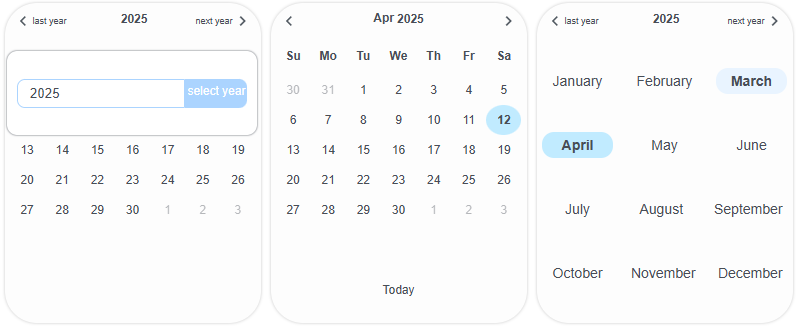 last year 2025 next year
2025 select year
13 14 15 16 17 18 19
20 21 22 23 24 25 26
27 28 29 30 1 2 3
Apr 2025
Su Mo Tu We Th Fr Sa
30 31 1 2 3 4 5
6 7 8 9 10 11 12
13 14 15 16 17 18 19
20 21 22 23 24 25 26
27 28 29 30 1 2 3
Today
last year 2025 next year
January February March
April May June
July August September
October November December